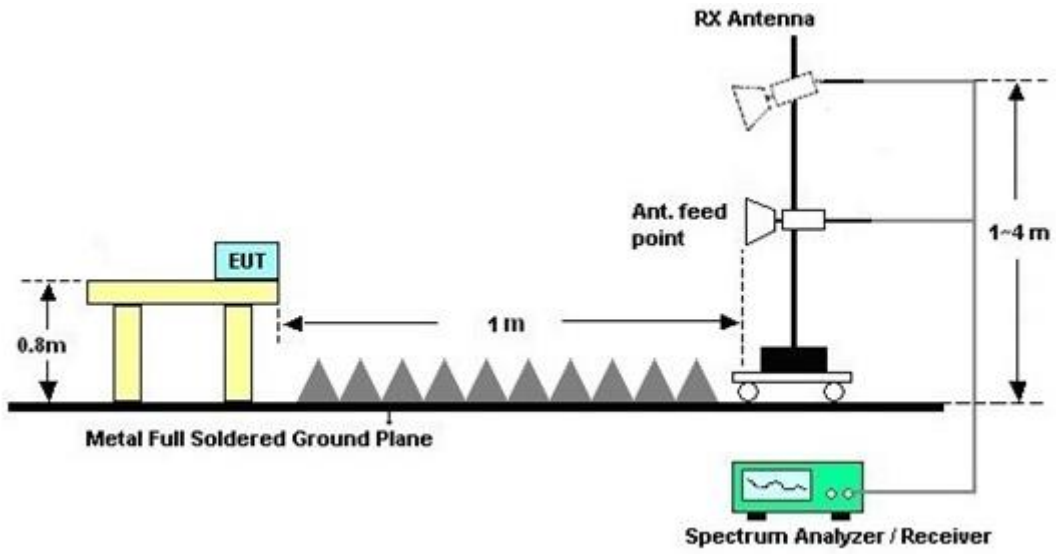 RX Antenna
Ant. feed
point
1~4 m
EUT
1 m
0.8m
Metal Full Soldered Ground Plane
Spectrum Analyzer / Receiver